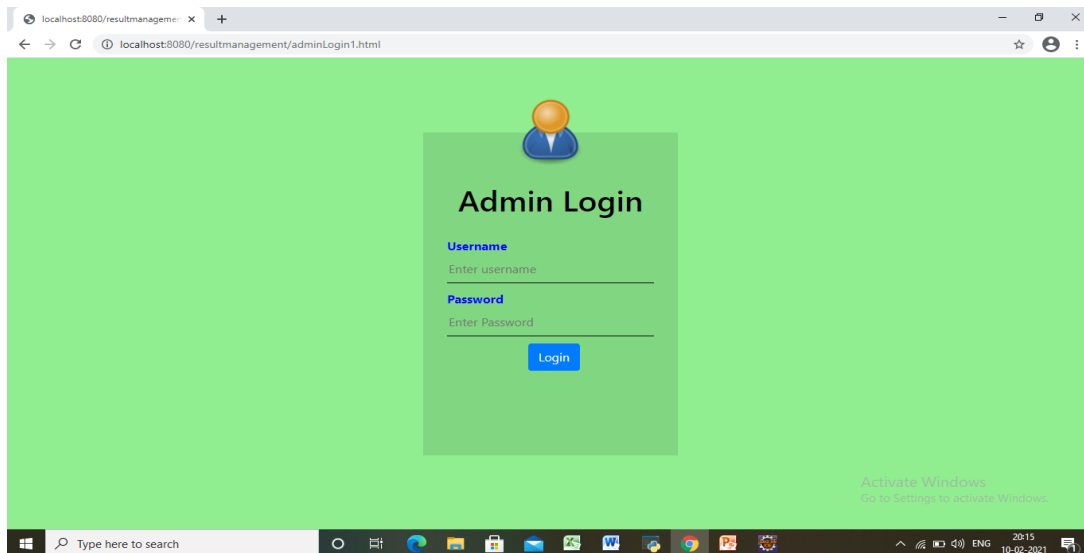 localhost:8080/resultmanagemen
localhost:8080/resultmanagement/adminLogin1.html
Admin Login
Username
Enter username
Password
Enter Password
Login
Activate Windows
Go to Settings to activate Windows.
Type here to search
ENG
20:15
10-02-2021